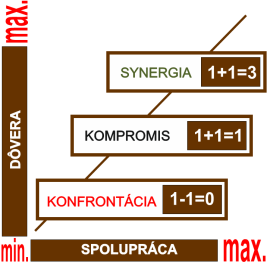 max.
DÔVERA
SYNERGIA 1+1=3
KOMPROMIS 1+1=1
KONFRONTÁCIA 1-1=0
min. SPOLUPRÁCA max.